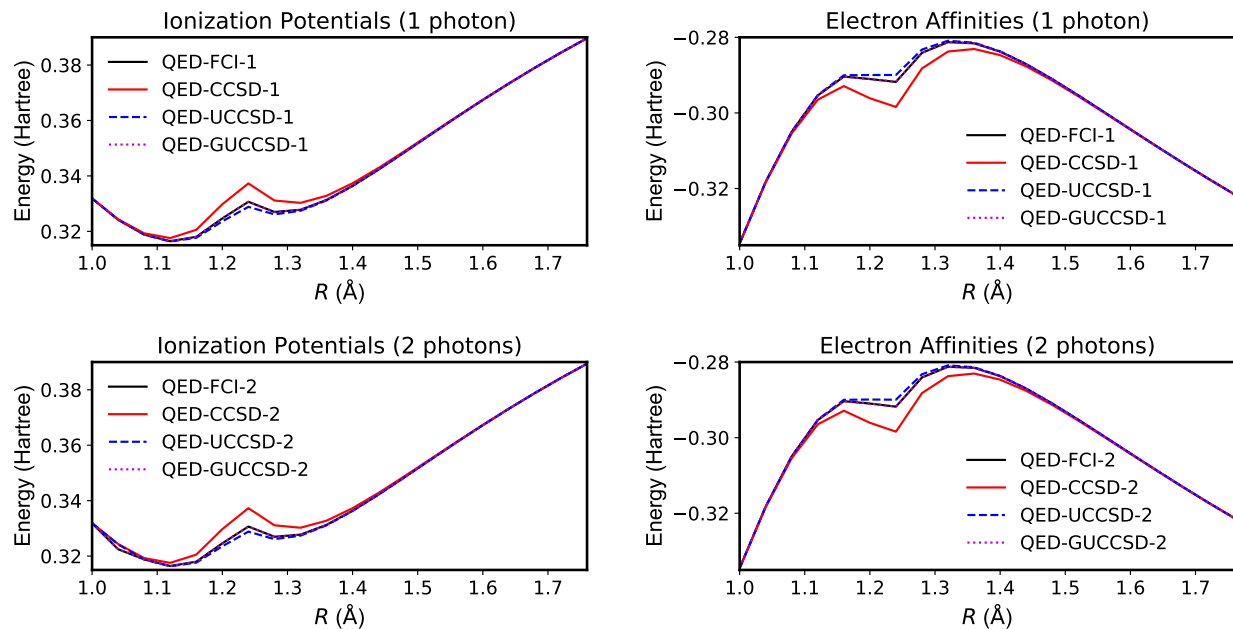 Ionization Potentials (1 photon)
Energy (Hartree)
0.38
0.36
0.34
0.32
QED-FCI-1
QED-CCSD-1
QED-UCCSD-1
QED-GUCCSD-1
1.0 1.1 1.2 1.3 1.4 1.5 1.6 1.7
R (Å)
Electron Affinities (1 photon)
Energy (Hartree)
−0.28
−0.30
−0.32
QED-FCI-1
QED-CCSD-1
QED-UCCSD-1
QED-GUCCSD-1
1.0 1.1 1.2 1.3 1.4 1.5 1.6 1.7
R (Å)
Ionization Potentials (2 photons)
Energy (Hartree)
0.38
0.36
0.34
0.32
QED-FCI-2
QED-CCSD-2
QED-UCCSD-2
QED-GUCCSD-2
1.0 1.1 1.2 1.3 1.4 1.5 1.6 1.7
R (Å)
Electron Affinities (2 photons)
Energy (Hartree)
−0.28
−0.30
−0.32
QED-FCI-2
QED-CCSD-2
QED-UCCSD-2
QED-GUCCSD-2
1.0 1.1 1.2 1.3 1.4 1.5 1.6 1.7
R (Å)